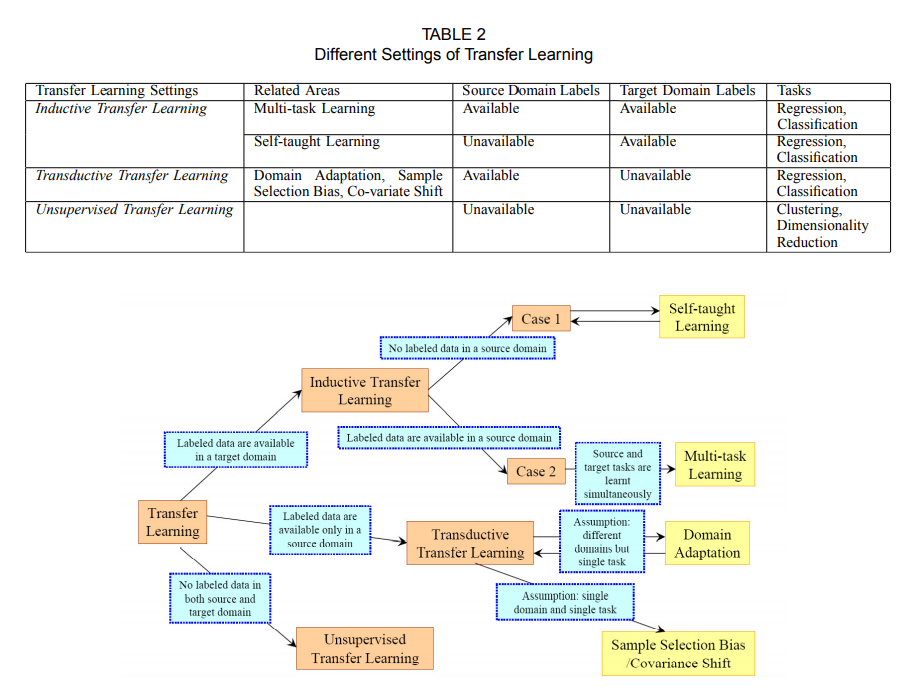 TABLE 2
Different Settings of Transfer Learning
Transfer Learning Settings Related Areas Source Domain Labels Target Domain Labels Tasks
Inductive Transfer Learning Multi-task Learning Available Available Regression,
Classification
Self-taught Learning Unavailable Available Regression,
Classification
Transductive Transfer Learning Domain Adaptation, Sample Available Unavailable Regression,
Selection Bias, Co-variate Shift Classification
Unsupervised Transfer Learning Unavailable Unavailable Clustering,
Dimensionality
Reduction
Case 1
Self-taught
Learning
No labeled data in a source domain
Inductive Transfer
Learning
Labeled data are available
in a target domain
Labeled data are available in a source domain
Case 2
Source and
target tasks are
learnt
simultaneously
Multi-task
Learning
Transfer
Learning
Labeled data are
available only in a
source domain
Transductive
Transfer Learning
Assumption:
different
domains but
single task
Domain
Adaptation
No labeled data in
both source and
target domain
Assumption: single
domain and single task
Unsupervised
Transfer Learning
Sample Selection Bias
/Covariance Shift